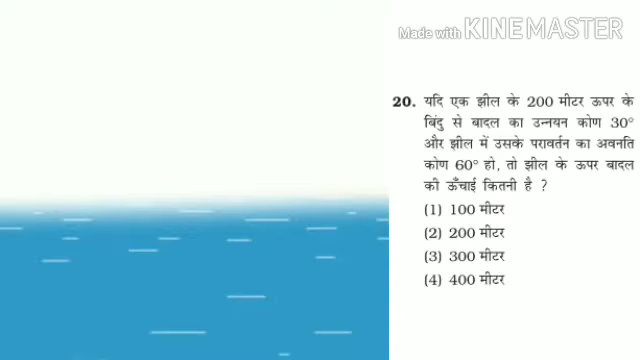 Made with KINEMASTER
20. यदि एक झील के 200 मीटर ऊपर के
बिंदु से बादल का उन्नयन कोण 30°
और झील में उसके परावर्तन का अवनति
कोण 60° हो, तो झील के ऊपर बादल
की ऊँचाई कितनी है ?
(1) 100 मीटर
(2) 200 मीटर
(3) 300 मीटर
(4) 400 मीटर